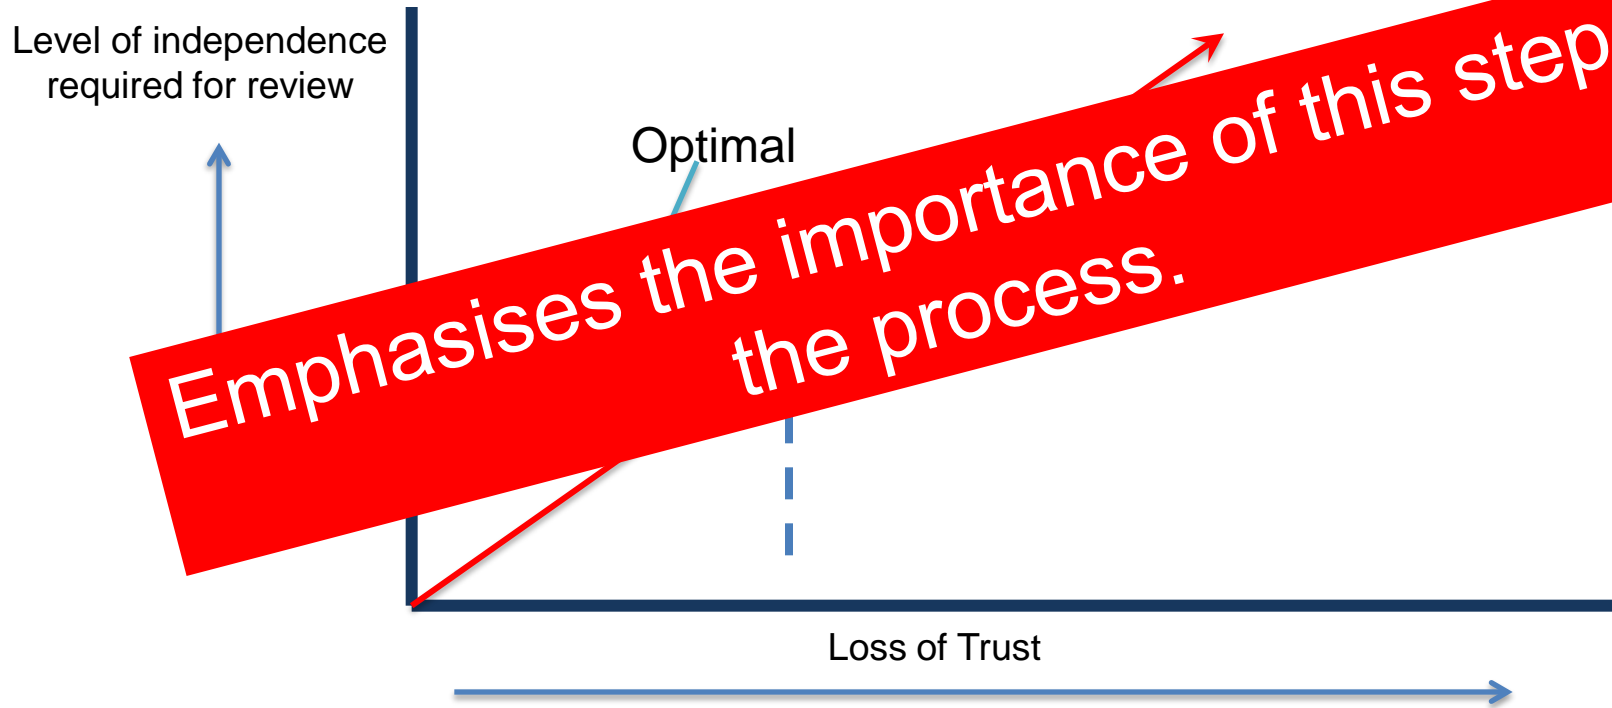 Level of independence
required for review
Optimal
Emphasises the importance of this step
the process.
Loss of Trust